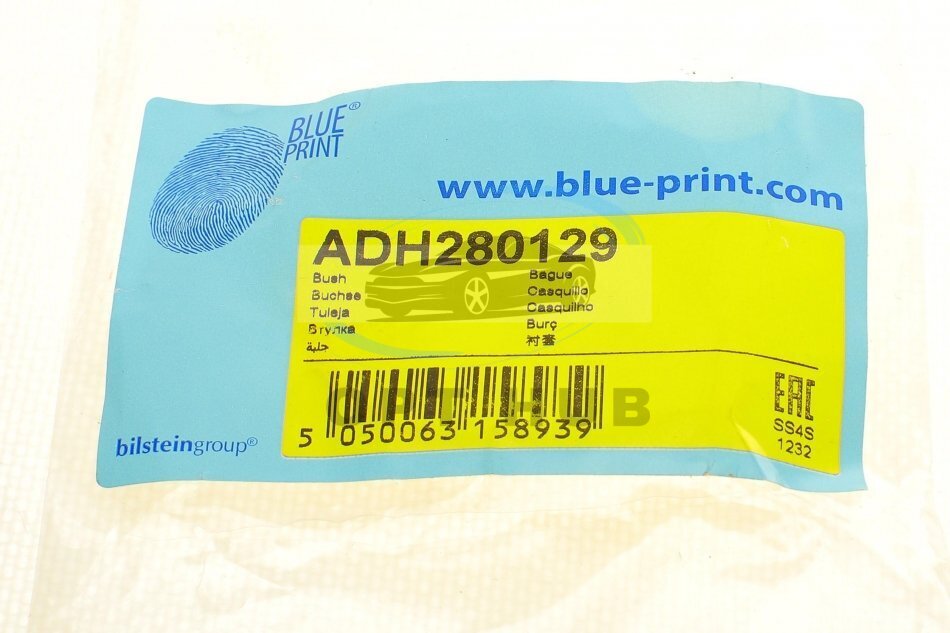 BLUE
PRINT®
www.blue-print.com
ADH280129
Bush
Buchse
Tuleja
Втулка
جلبة
Bague
Casquillo
Casquilho
Burç
衬套
5 050063 158939
EAC
SS4S
1232
bilsteingroup®